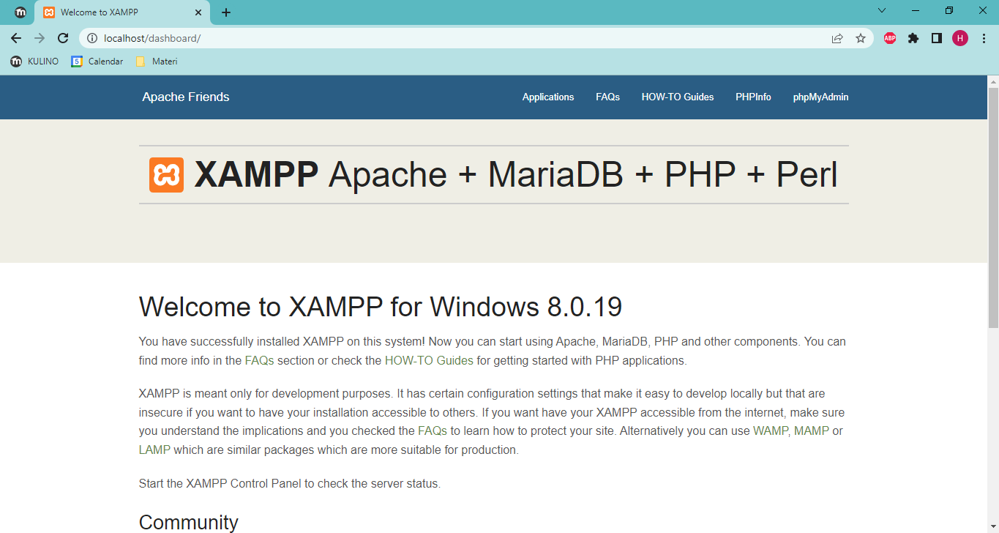 Welcome to XAMPP
localhost/dashboard/
ABP
H
KULINO
5
Calendar
Materi
Apache Friends
Applications
FAQs
HOW-TO Guides
PHPInfo
phpMyAdmin
XAMPP Apache + MariaDB + PHP + Perl
Welcome to XAMPP for Windows 8.0.19
You have successfully installed XAMPP on this system! Now you can start using Apache, MariaDB, PHP and other components. You can
find more info in the FAQs section or check the HOW-TO Guides for getting started with PHP applications.
XAMPP is meant only for development purposes. It has certain configuration settings that make it easy to develop locally but that are
insecure if you want to have your installation accessible to others. If you want have your XAMPP accessible from the internet, make sure
you understand the implications and you checked the FAQs to learn how to protect your site. Alternatively you can use WAMP, MAMP or
LAMP which are similar packages which are more suitable for production.
Start the XAMPP Control Panel to check the server status.
Community